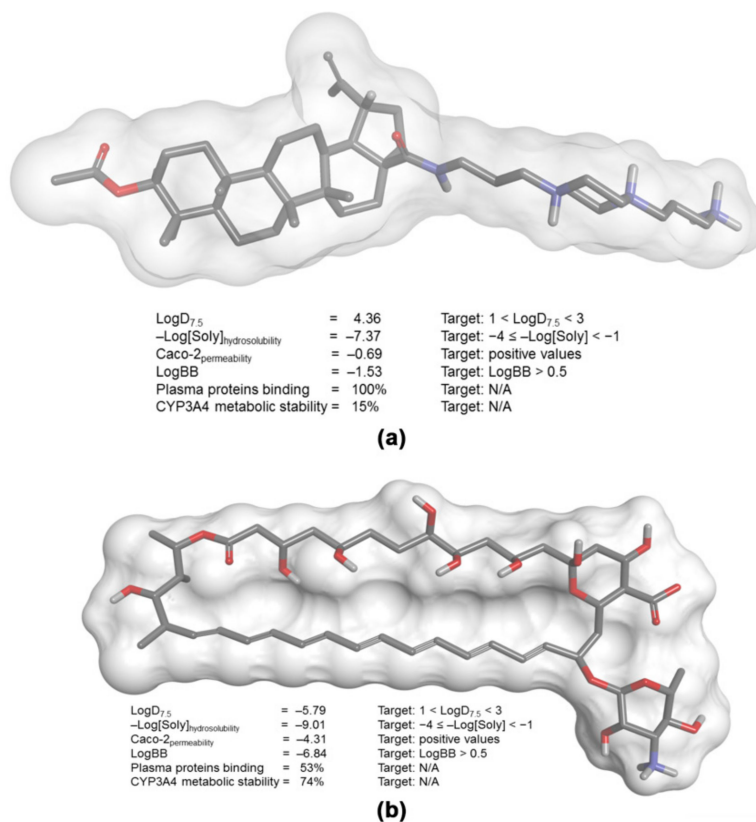 LogD7.5 = 4.36 Target: 1 < LogD7.5 < 3
–Log[Soly]hydrosolubility = –7.37 Target: −4 ≤ –Log[Soly] < −1
Caco-2permeability = –0.69 Target: positive values
LogBB = –1.53 Target: LogBB > 0.5
Plasma proteins binding = 100% Target: N/A
CYP3A4 metabolic stability = 15% Target: N/A
(a)
LogD7.5 = –5.79 Target: 1 < LogD7.5 < 3
–Log[Soly]hydrosolubility = –9.01 Target: −4 ≤ –Log[Soly] < −1
Caco-2permeability = –4.31 Target: positive values
LogBB = –6.84 Target: LogBB > 0.5
Plasma proteins binding = 53% Target: N/A
CYP3A4 metabolic stability = 74% Target: N/A
(b)